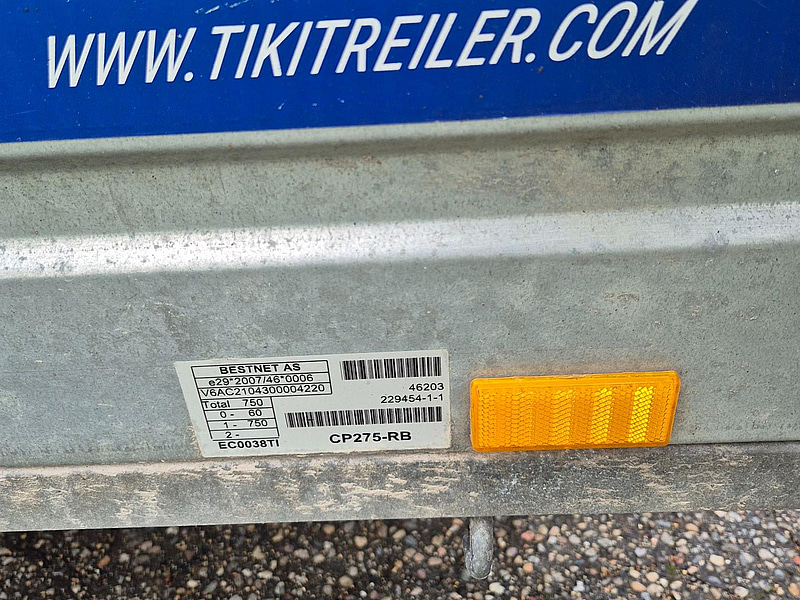 WWW.TIKITREILER.COM
BESTNET AS
e29*2007/46*0006
V6AC2104300004220
Total 750
0 - 60
1 - 750
2 -
EC0038TI
46203
229454-1-1
CP275-RB